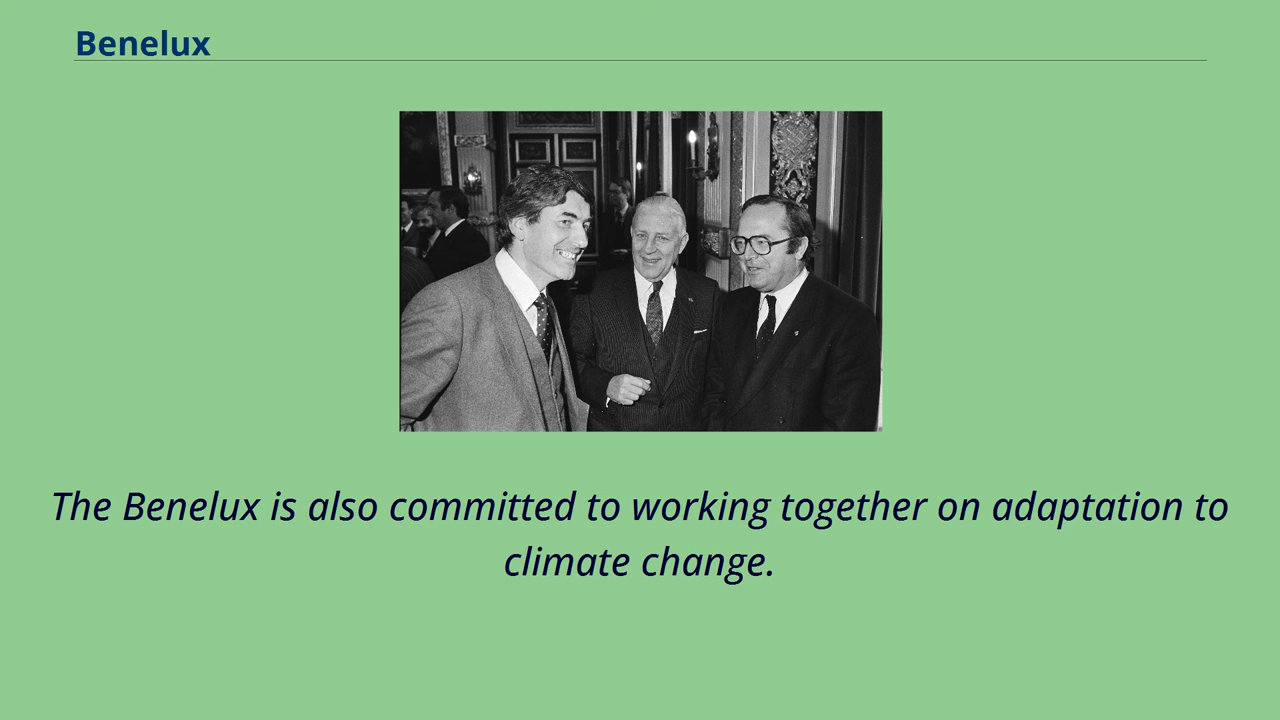 Benelux
The Benelux is also committed to working together on adaptation to
climate change.